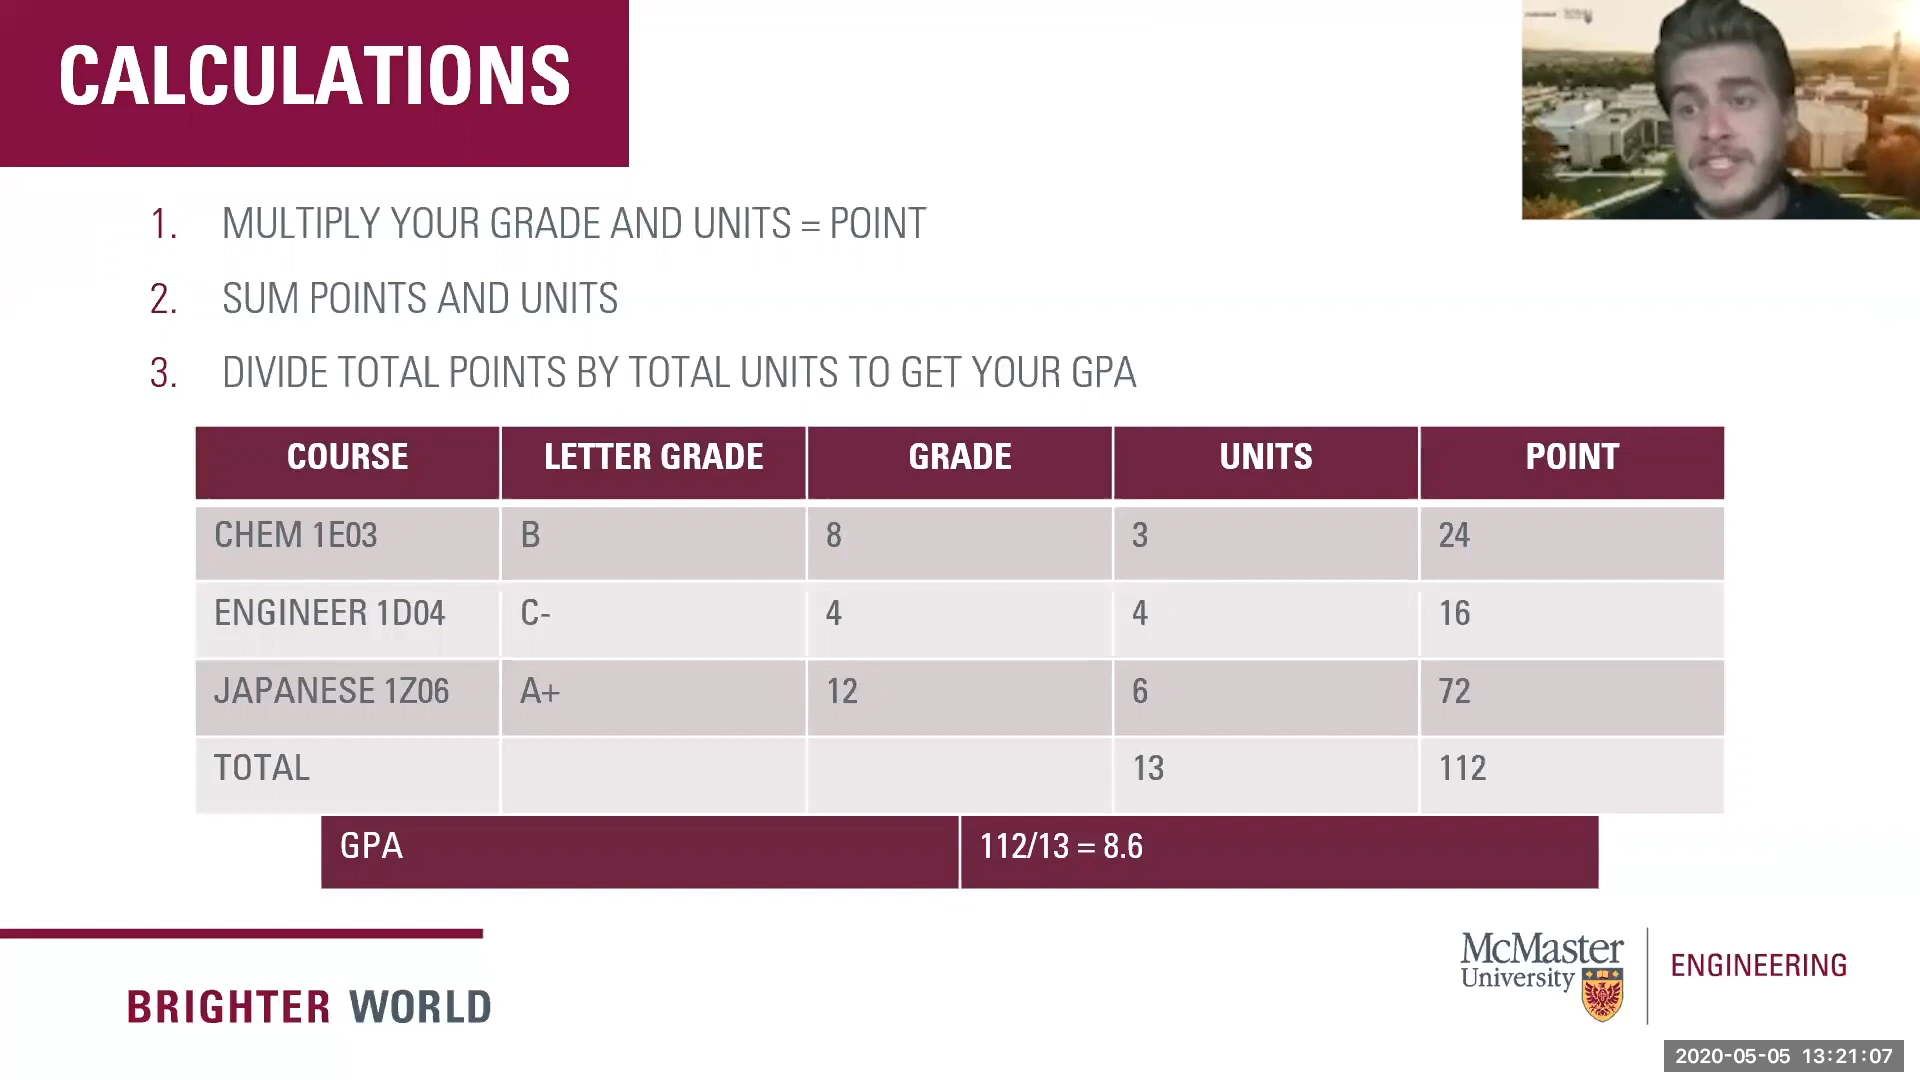 CALCULATIONS
1. MULTIPLY YOUR GRADE AND UNITS = POINT
2. SUM POINTS AND UNITS
3. DIVIDE TOTAL POINTS BY TOTAL UNITS TO GET YOUR GPA
COURSE LETTER GRADE GRADE UNITS POINT
CHEM 1E03 B 8 3 24
ENGINEER 1D04 C- 4 4 16
JAPANESE 1Z06 A+ 12 6 72
TOTAL 13 112
GPA 112/13 = 8.6
BRIGHTER WORLD
McMaster
University
ENGINEERING
2020-05-05 13:21:07